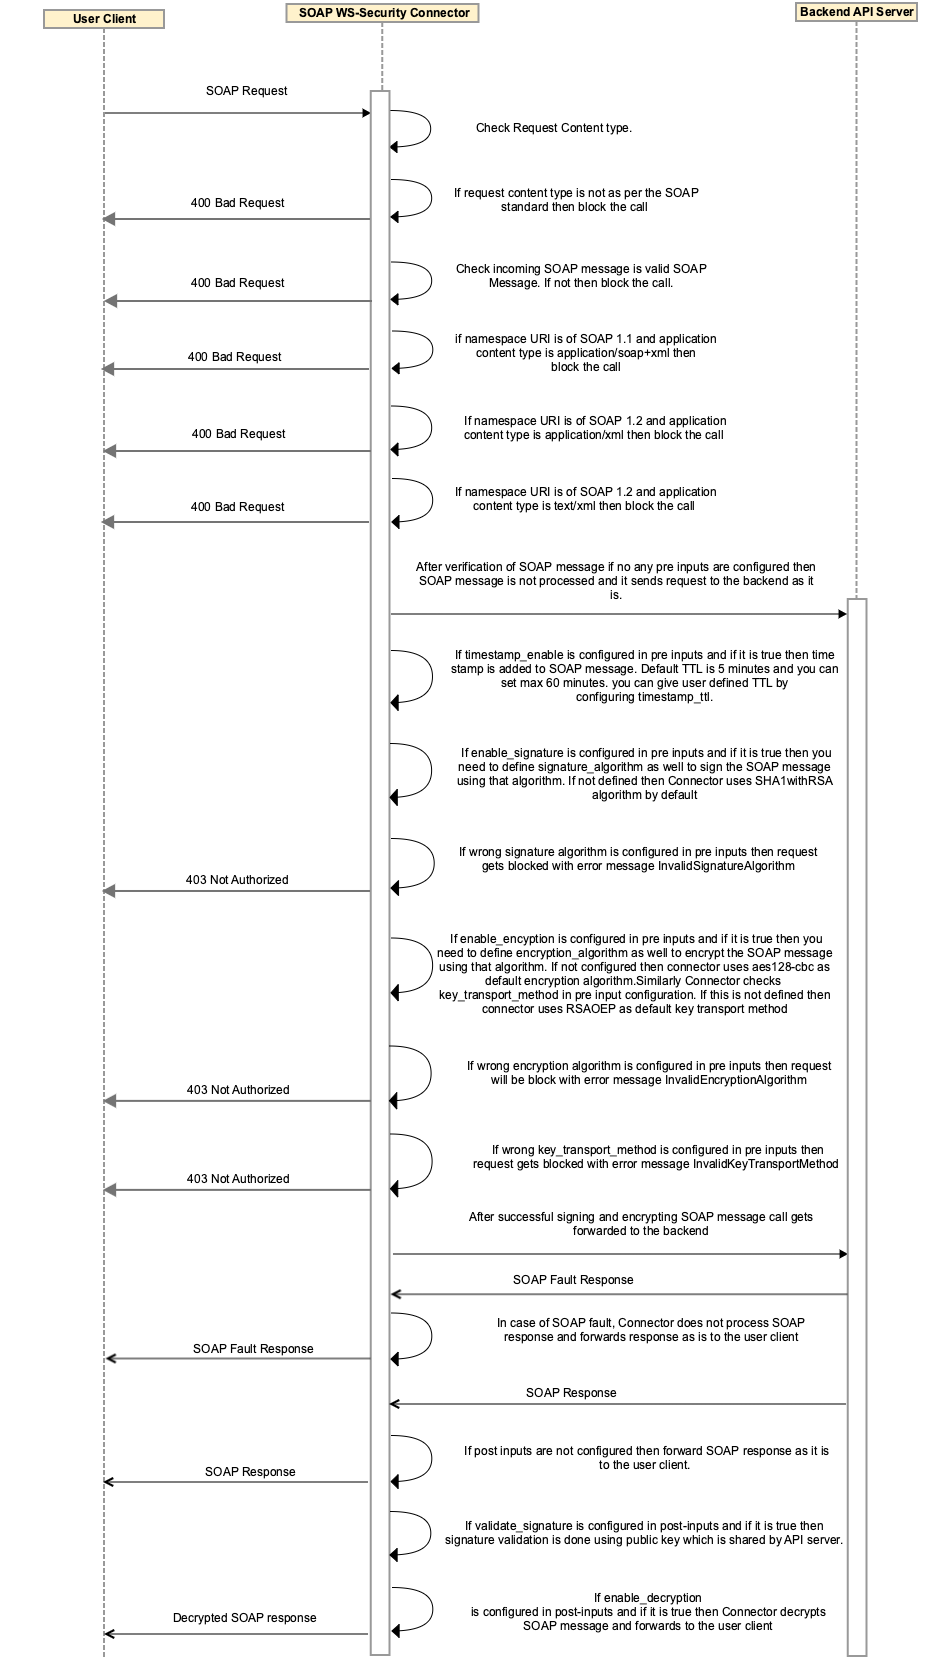 User Client
SOAP WS-Security Connector
Backend API Server
SOAP Request
Check Request Content type.
400 Bad Request
If request content type is not as per the SOAP
standard then block the call
400 Bad Request
Check incoming SOAP message is valid SOAP
Message. If not then block the call.
400 Bad Request
if namespace URI is of SOAP 1.1 and application
content type is application/soap+xml then
block the call
400 Bad Request
If namespace URI is of SOAP 1.2 and application
content type is application/xml then block the call
400 Bad Request
If namespace URI is of SOAP 1.2 and application
content type is text/xml then block the call
After verification of SOAP message if no any pre inputs are configured then
SOAP message is not processed and it sends request to the backend as it
is.
If timestamp_enable is configured in pre inputs and if it is true then time
stamp is added to SOAP message. Default TTL is 5 minutes and you can
set max 60 minutes. you can give user defined TTL by
configuring timestamp_ttl.
If enable_signature is configured in pre inputs and if it is true then you
need to define signature_algorithm as well to sign the SOAP message
using that algorithm. If not defined then Connector uses SHA1withRSA
algorithm by default
If wrong signature algorithm is configured in pre inputs then request
gets blocked with error message InvalidSignatureAlgorithm
403 Not Authorized
If enable_encyption is configured in pre inputs and if it is true then you
need to define encryption_algorithm as well to encrypt the SOAP message
using that algorithm. If not configured then connector uses aes128-cbc as
default encryption algorithm.Similarly Connector checks
key_transport_method in pre input configuration. If this is not defined then
connector uses RSAOEP as default key transport method
If wrong encryption algorithm is configured in pre inputs then request
will be block with error message InvalidEncryptionAlgorithm
403 Not Authorized
If wrong key_transport_method is configured in pre inputs then
request gets blocked with error message InvalidKeyTransportMethod
403 Not Authorized
After successful signing and encrypting SOAP message call gets
forwarded to the backend
SOAP Fault Response
In case of SOAP fault, Connector does not process SOAP
response and forwards response as is to the user client
SOAP Fault Response
SOAP Response
If post inputs are not configured then forward SOAP response as it is
to the user client.
SOAP Response
If validate_signature is configured in post-inputs and if it is true then
signature validation is done using public key which is shared by API server.
If enable_decryption
is configured in post-inputs and if it is true then Connector decrypts
SOAP message and forwards to the user client
Decrypted SOAP response